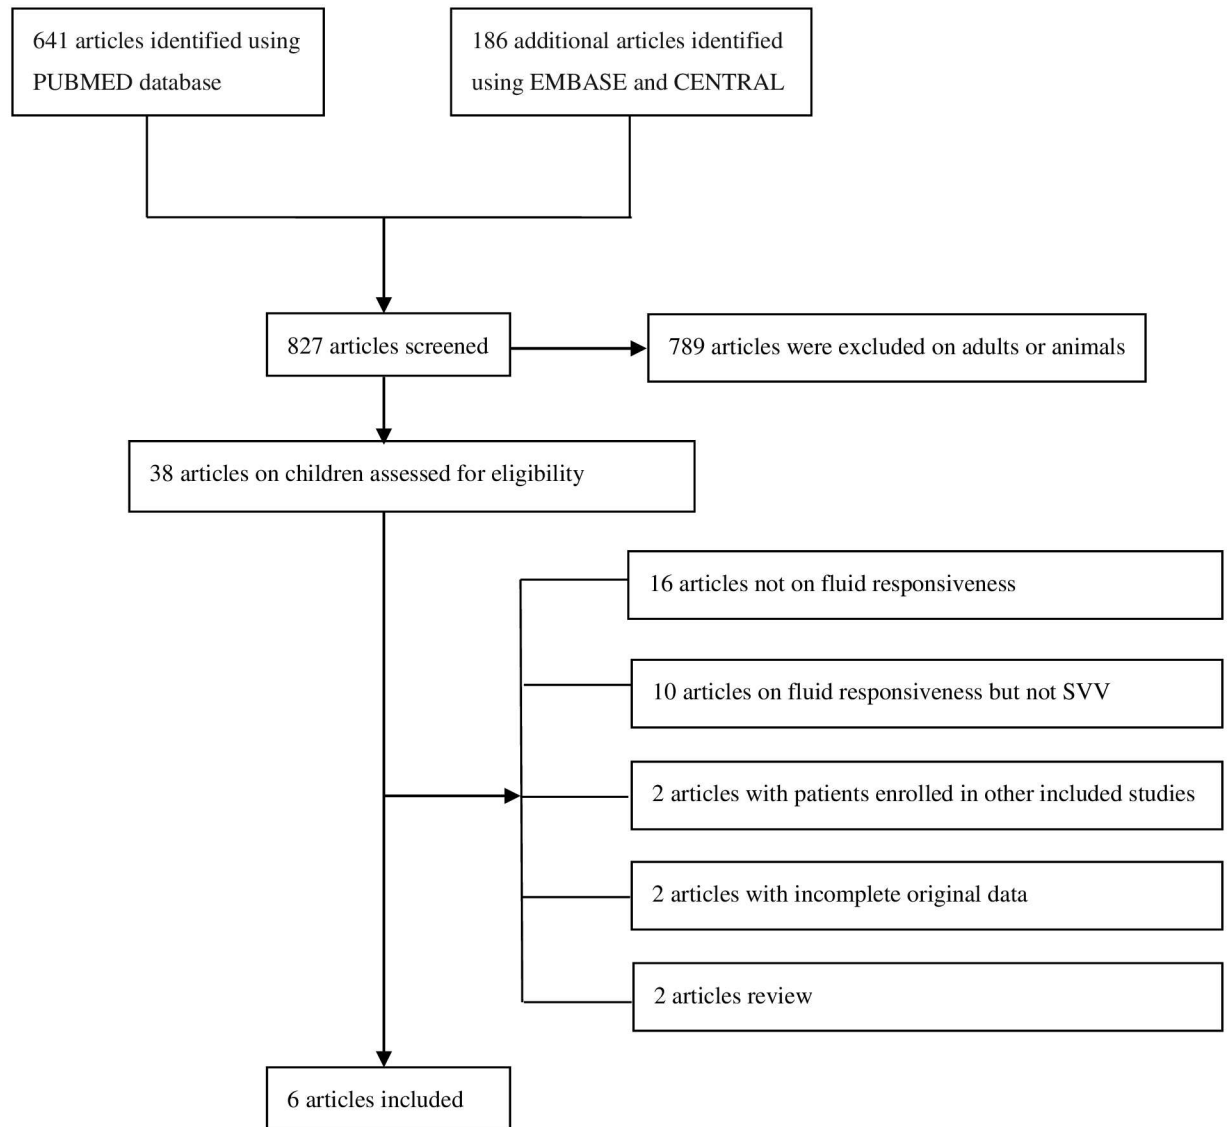 641 articles identified using
PUBMED database
186 additional articles identified
using EMBASE and CENTRAL
827 articles screened
789 articles were excluded on adults or animals
38 articles on children assessed for eligibility
16 articles not on fluid responsiveness
10 articles on fluid responsiveness but not SVV
2 articles with patients enrolled in other included studies
2 articles with incomplete original data
2 articles review
6 articles included